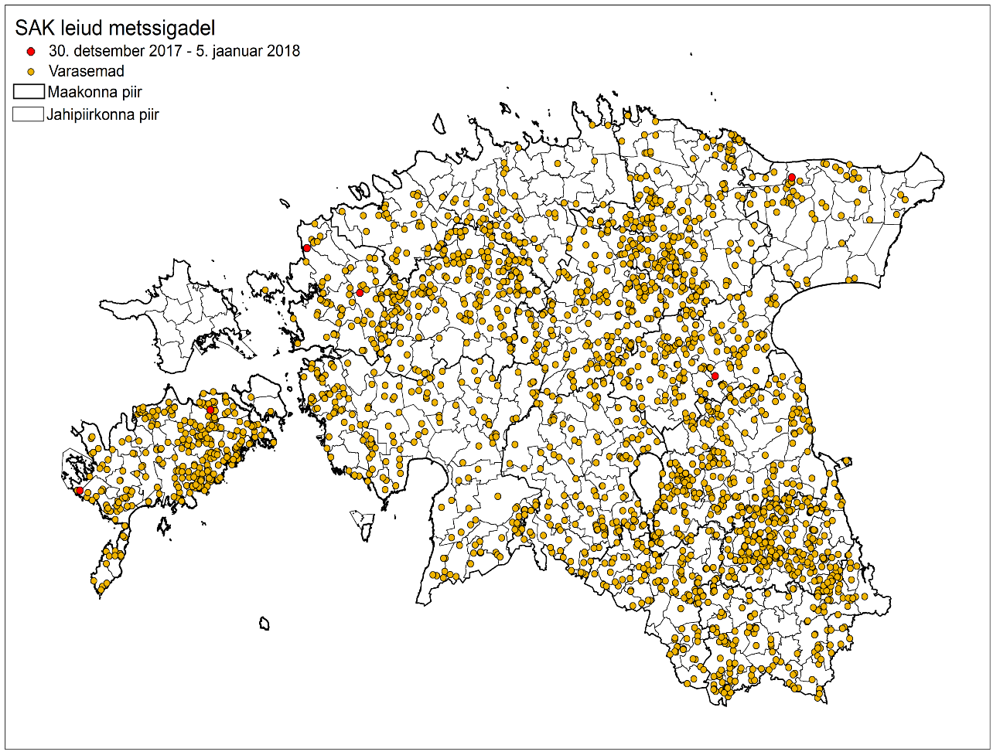 SAK leiud metssigadel
30. detsember 2017 - 5. jaanuar 2018
Varasemad
Maakonna piir
Jahipiirkonna piir